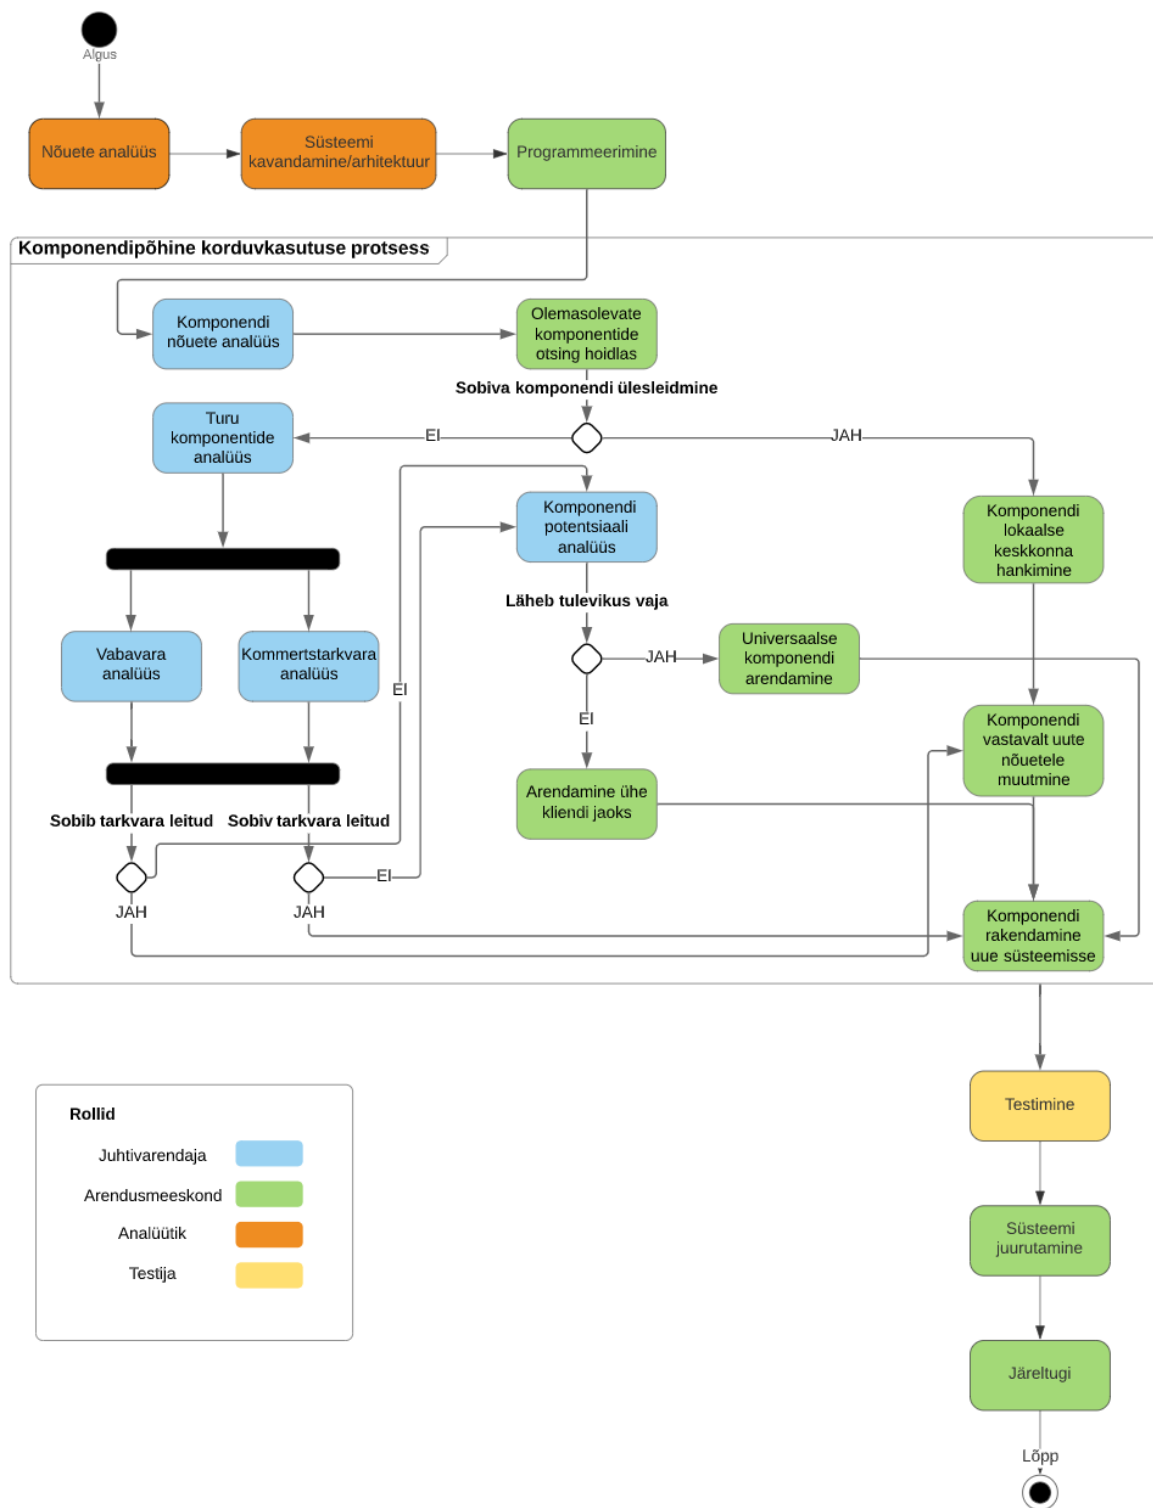 Algus
Nõuete analüüs
Süsteemi
kavandamine/arhitektuur
Programmeerimine
Komponendipõhine korduvkasutuse protsess
Komponendi
nõuete analüüs
Olemasolevate
komponentide
otsing hoidlas
Sobiva komponendi ülesleidmine
Turu
komponentide
analüüs
EI
JAH
Komponendi
potentsiaali
analüüs
Komponendi
lokaalse
keskkonna
hankimine
Läheb tulevikus vaja
Vabavara
analüüs
Kommertstarkvara
analüüs
EI
JAH
Universaalse
komponendi
arendamine
EI
Komponendi
vastavalt uute
nõuetele
muutmine
Arendamine ühe
kliendi jaoks
Sobib tarkvara leitud
Sobiv tarkvara leitud
EI
JAH
JAH
Komponendi
rakendamine
uue süsteemisse
Testimine
Rollid
Juhtivarendaja
Arendusmeeskond
Analüütik
Testija
Süsteemi
juurutamine
Järeltugi
Lõpp